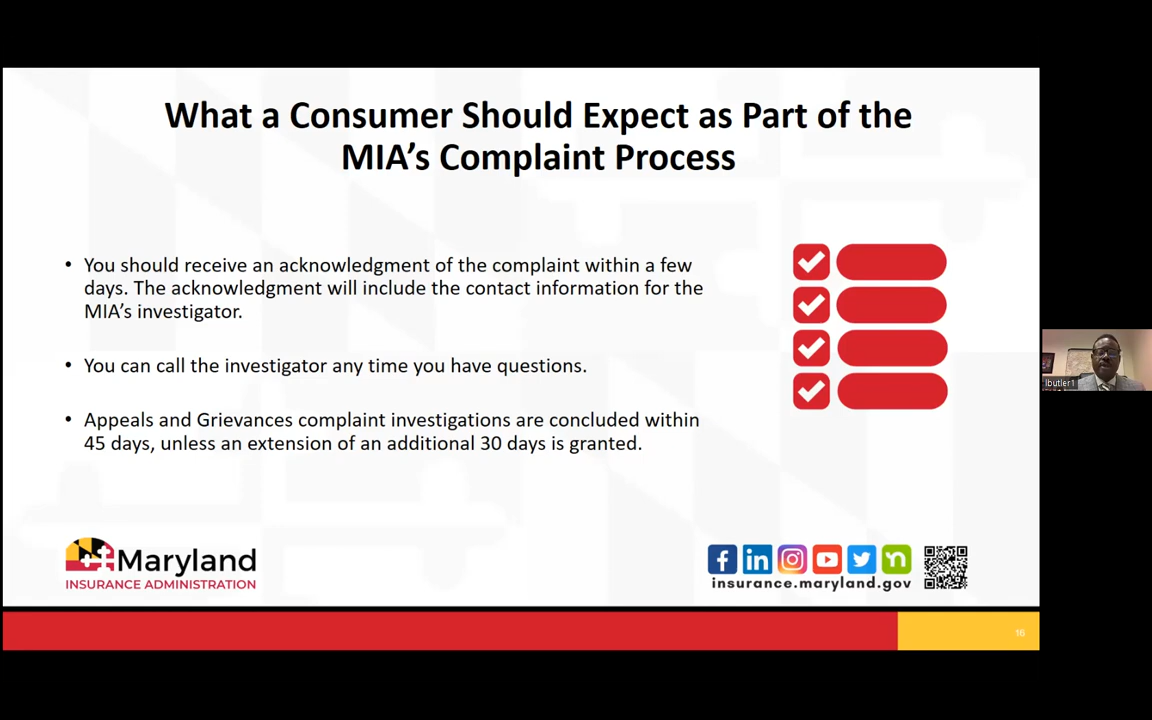 What a Consumer Should Expect as Part of the
MIA's Complaint Process
• You should receive an acknowledgment of the complaint within a few
days. The acknowledgment will include the contact information for the
MIA's investigator.
• You can call the investigator any time you have questions.
• Appeals and Grievances complaint investigations are concluded within
45 days, unless an extension of an additional 30 days is granted.
lbutler1
Maryland
INSURANCE ADMINISTRATION
insurance.maryland.gov
16